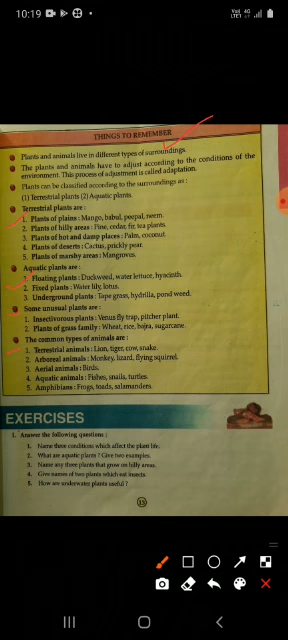 10:19
THINGS TO REMEMBER
Plants and animals live in different types of surroundings.
The plants and animals have to adjust according to the conditions of the
environment. This process of adjustment is called adaptation.
Plants can be classified according to the surroundings as :
(1) Terrestrial plants (2) Aquatic plants.
Terrestrial plants are :
1. Plants of plains : Mango, babul, peepal, neem.
2. Plants of hilly areas : Pine, cedar, fir, tea plants.
3. Plants of hot and damp places : Palm, coconut.
4. Plants of deserts : Cactus, prickly pear.
5. Plants of marshy areas : Mangroves.
Aquatic plants are :
1. Floating plants : Duckweed, water lettuce, hyacinth.
2. Fixed plants : Water lily, lotus.
3. Underground plants : Tape grass, hydrilla, pond weed.
Some unusual plants are :
1. Insectivorous plants : Venus fly trap, pitcher plant.
2. Plants of grass family : Wheat, rice, bajra, sugarcane.
The common types of animals are :
1. Terrestrial animals : Lion, tiger, cow, snake.
2. Arboreal animals : Monkey, lizard, flying squirrel.
3. Aerial animals : Birds.
4. Aquatic animals : Fishes, snails, turtles.
5. Amphibians : Frogs, toads, salamanders.
EXERCISES
I. Answer the following questions :
1. Name three conditions which affect the plant life.
2. What are aquatic plants ? Give two examples.
3. Name any three plants that grow on hilly areas.
4. Give names of two plants which eat insects.
5. How are underwater plants useful ?